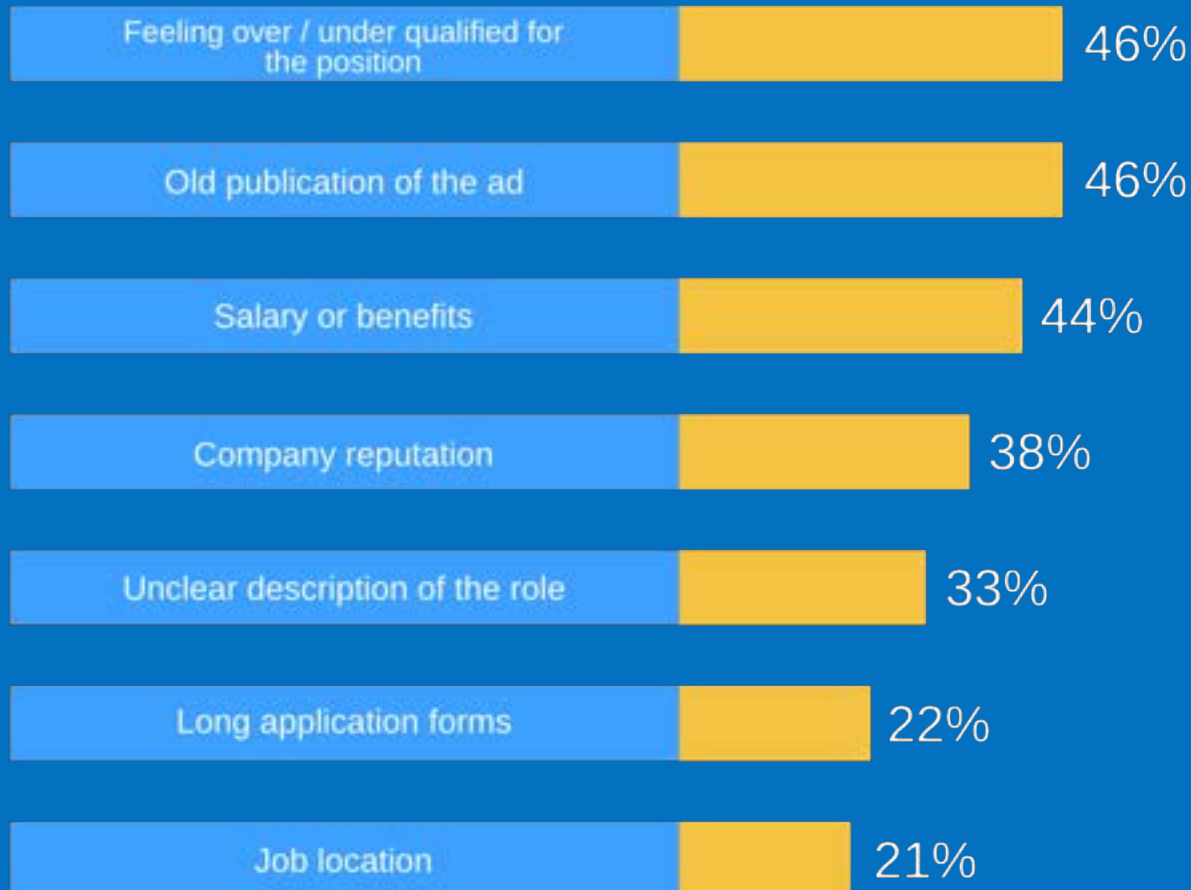 Feeling over / under qualified for
the position
46%
Old publication of the ad
46%
Salary or benefits
44%
Company reputation
38%
Unclear description of the role
33%
Long application forms
22%
Job location
21%